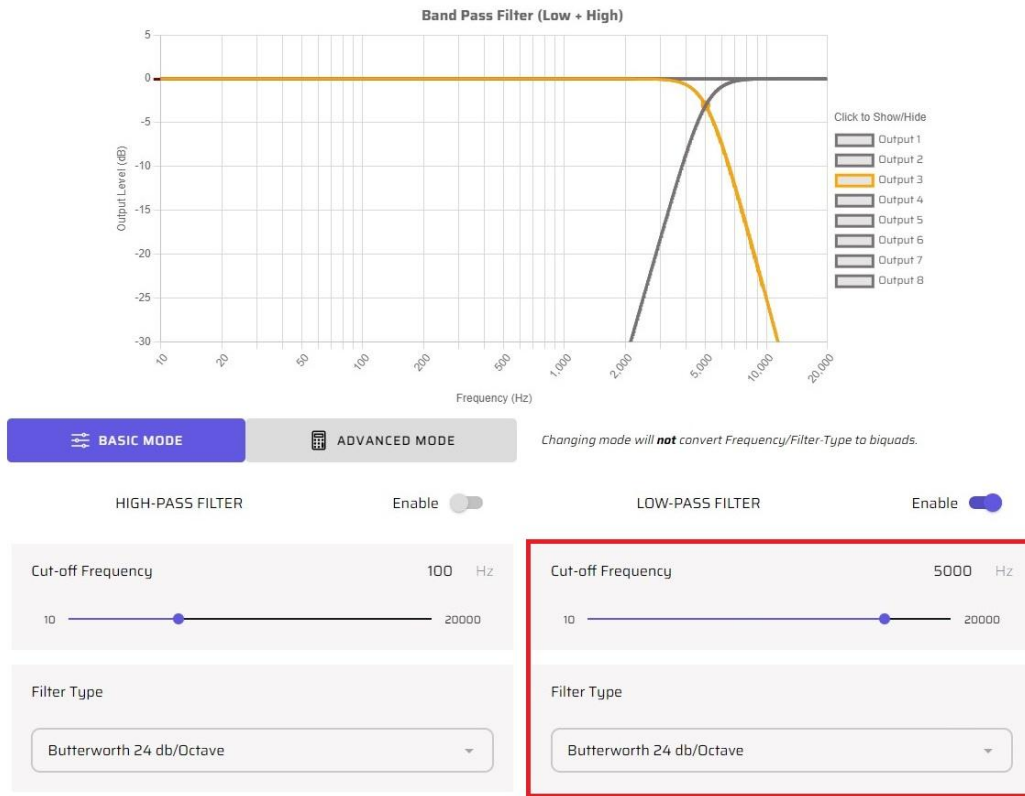 Band Pass Filter (Low + High)
5
0
-5
-10
-15
-20
-25
-30
Output Level (dB)
10 20 50 100 200 500 1,000 2,000 5,000 10,000 20,000
Frequency (Hz)
Click to Show/Hide
Output 1
Output 2
Output 3
Output 4
Output 5
Output 6
Output 7
Output 8
BASIC MODE ADVANCED MODE Changing mode will not convert Frequency/Filter-Type to biquads.
HIGH-PASS FILTER Enable
Cut-off Frequency 100 Hz
10 20000
Filter Type
Butterworth 24 db/Octave
LOW-PASS FILTER Enable
Cut-off Frequency 5000 Hz
10 20000
Filter Type
Butterworth 24 db/Octave